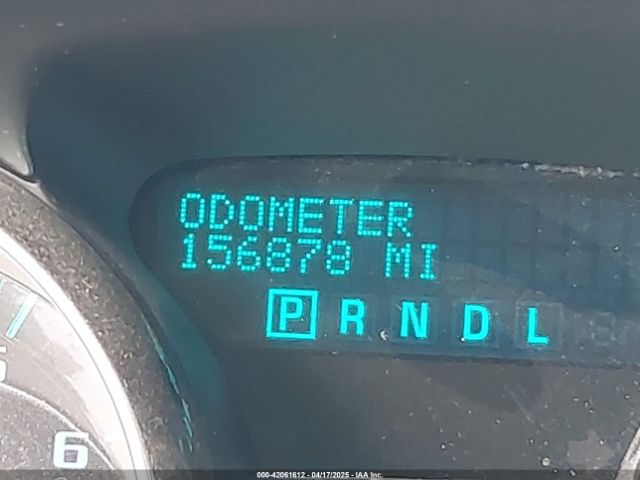 ODOMETER
156878 MI
P R N D L
6
000-42061612 - 04/17/2025 - IAA Inc.